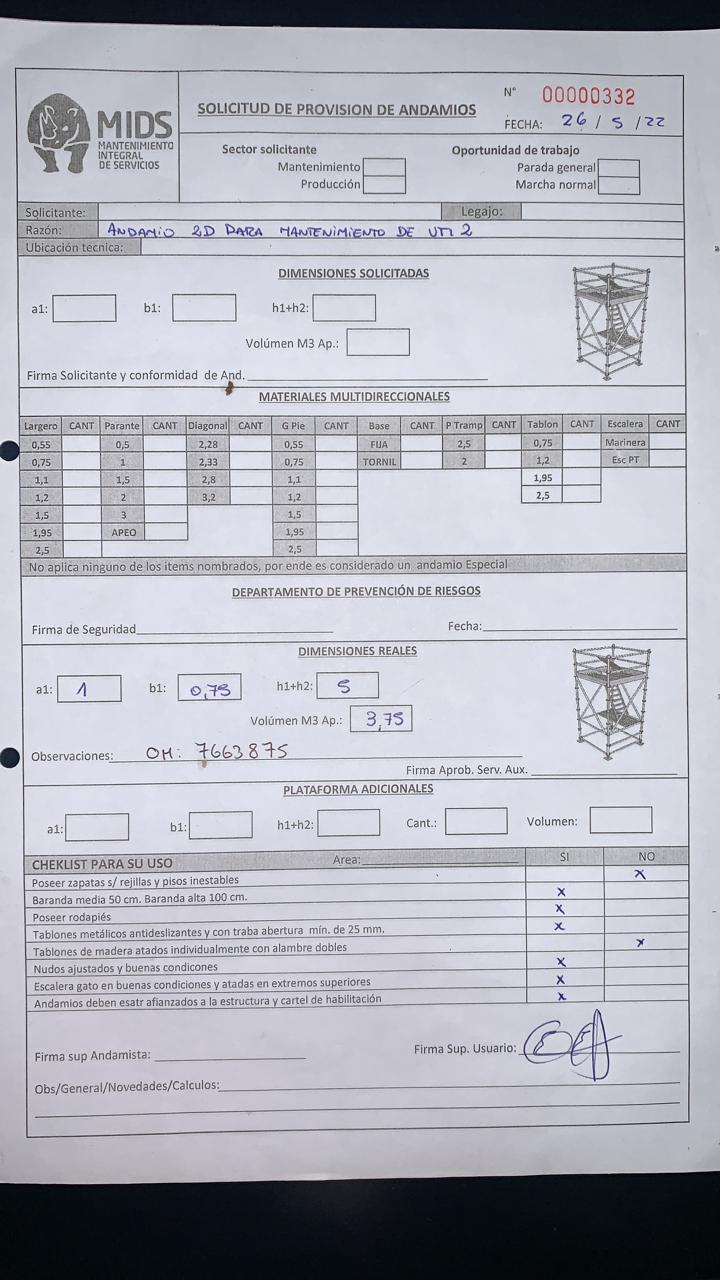 MIDS
MANTENIMIENTO
INTEGRAL
DE SERVICIOS
SOLICITUD DE PROVISION DE ANDAMIOS
N° 00000332
FECHA: 26 / 5 / 22
Sector solicitante
Mantenimiento
Producción
Oportunidad de trabajo
Parada general
Marcha normal
Solicitante: Legajo:
Razón: ANDAMIO 2D PARA MANTENIMIENTO DE UTI 2
Ubicación tecnica:
DIMENSIONES SOLICITADAS
a1: b1: h1+h2:
Volúmen M3 Ap.:
Firma Solicitante y conformidad de And.
MATERIALES MULTIDIRECCIONALES
Largero CANT Parante CANT Diagonal CANT G Pie CANT Base CANT P Tramp CANT Tablon CANT Escalera CANT
0,55 0,5 2,28 0,55 FIJA 2,5 0,75 Marinera
0,75 1 2,33 0,75 TORNIL 2 1,2 Esc PT
1,1 1,5 2,8 1,1 1,95
1,2 2 3,2 1,2 2,5
1,5 3 1,5
1,95 APEO 1,95
2,5 2,5
No aplica ninguno de los items nombrados, por ende es considerado un andamio Especial
DEPARTAMENTO DE PREVENCIÓN DE RIESGOS
Firma de Seguridad Fecha:
DIMENSIONES REALES
a1: 1 b1: 0,75 h1+h2: 5
Volúmen M3 Ap.: 3,75
Observaciones: OM: 7663875
Firma Aprob. Serv. Aux.
PLATAFORMA ADICIONALES
a1: b1: h1+h2: Cant.: Volumen:
CHEKLIST PARA SU USO Area: SI NO
Poseer zapatas s/ rejillas y pisos inestables x
Baranda media 50 cm. Baranda alta 100 cm. x
Poseer rodapiés x
Tablones metálicos antideslizantes y con traba abertura mín. de 25 mm. x
Tablones de madera atados individualmente con alambre dobles x
Nudos ajustados y buenas condicones x
Escalera gato en buenas condiciones y atadas en extremos superiores x
Andamios deben esatr afianzados a la estructura y cartel de habilitación x
Firma sup Andamista: Firma Sup. Usuario:
Obs/General/Novedades/Calculos: